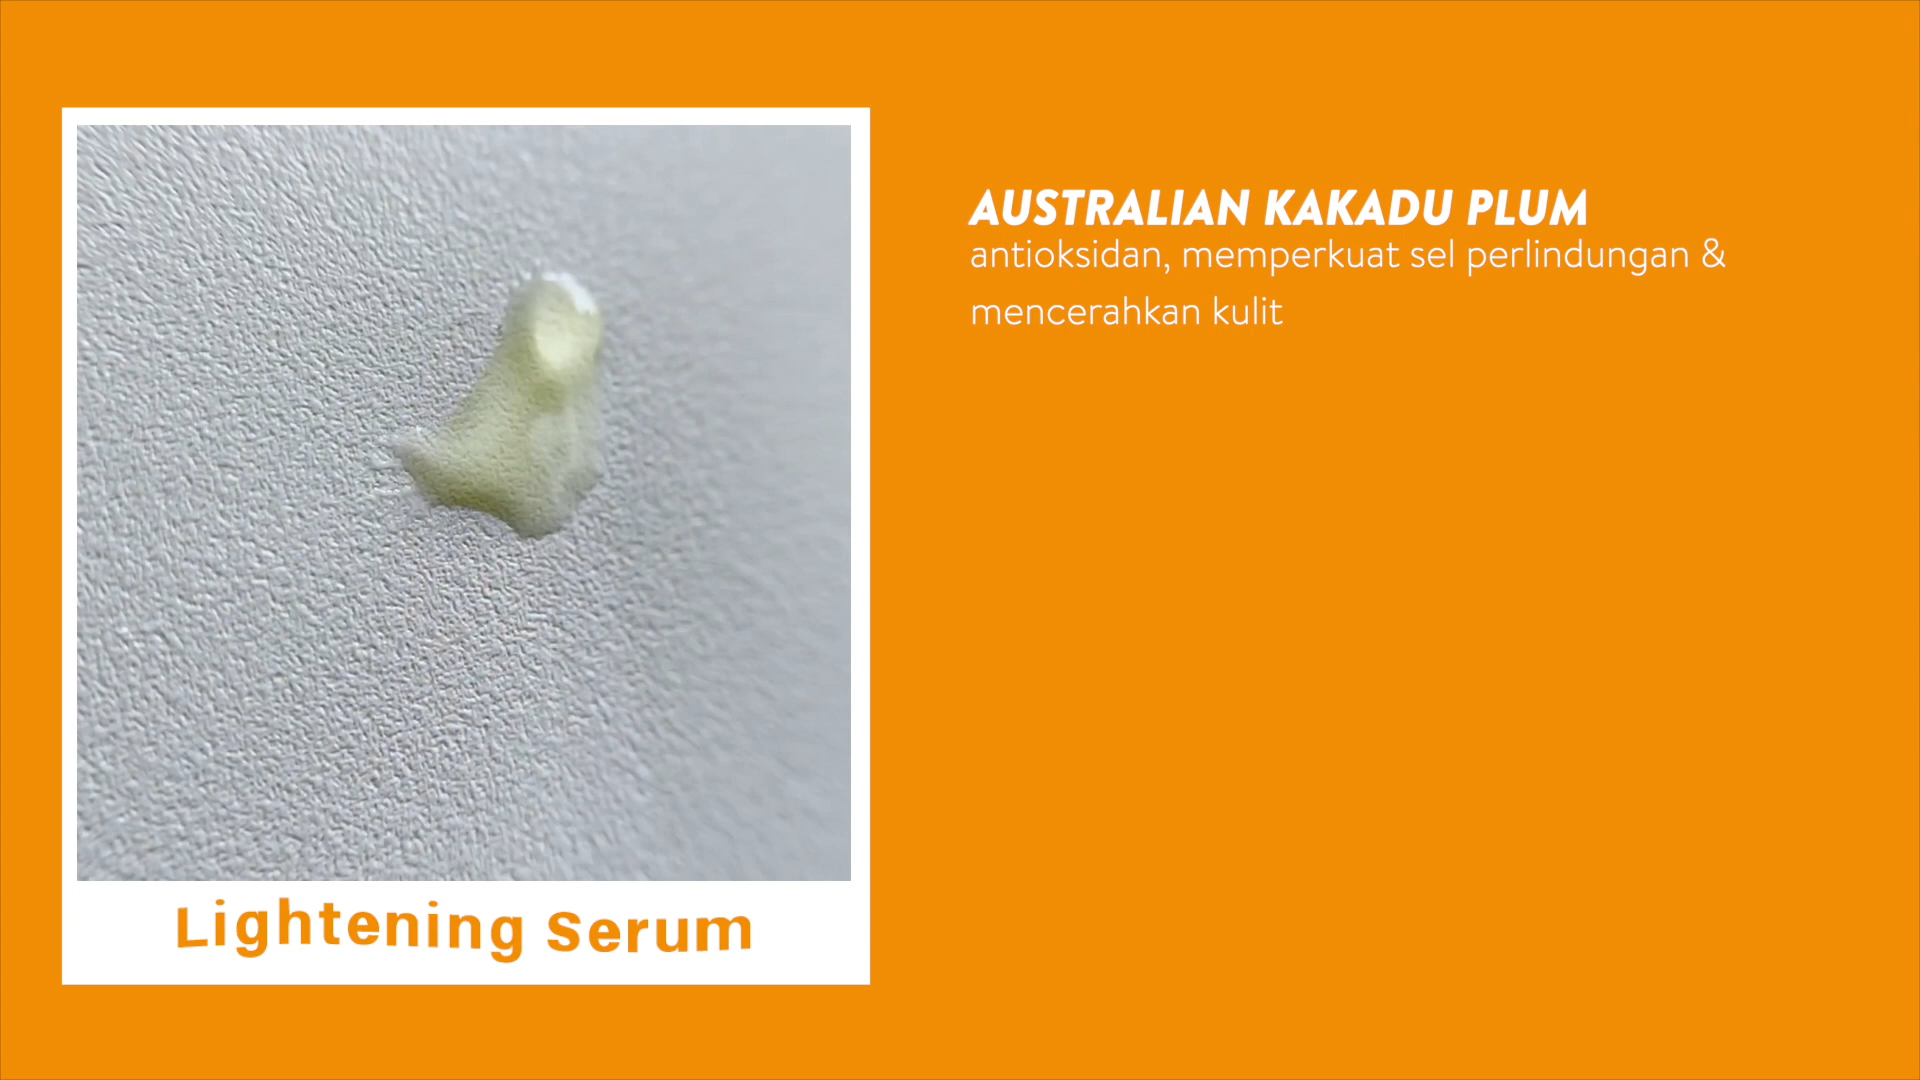 AUSTRALIAN KAKADU PLUM
antioksidan, memperkuat sel perlindungan &
mencerahkan kulit
Lightening Serum